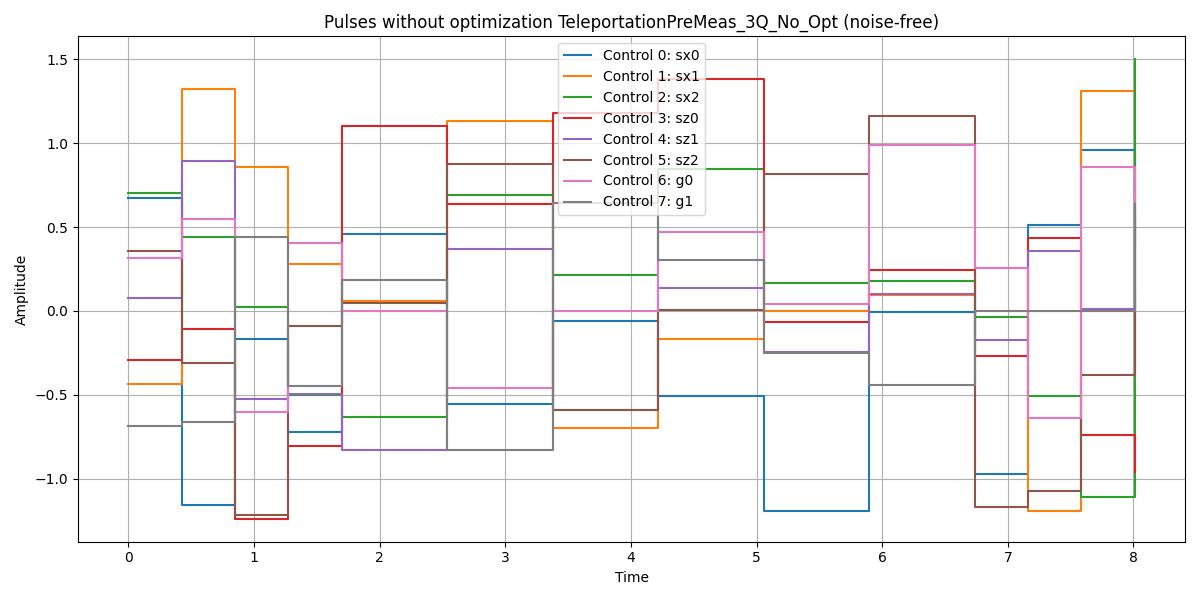 Pulses without optimization TeleportationPreMeas_3Q_No_Opt (noise-free)
Amplitude
1.5
1.0
0.5
0.0
−0.5
−1.0
Control 0: sx0
Control 1: sx1
Control 2: sx2
Control 3: sz0
Control 4: sz1
Control 5: sz2
Control 6: g0
Control 7: g1
0 1 2 3 4 5 6 7 8
Time